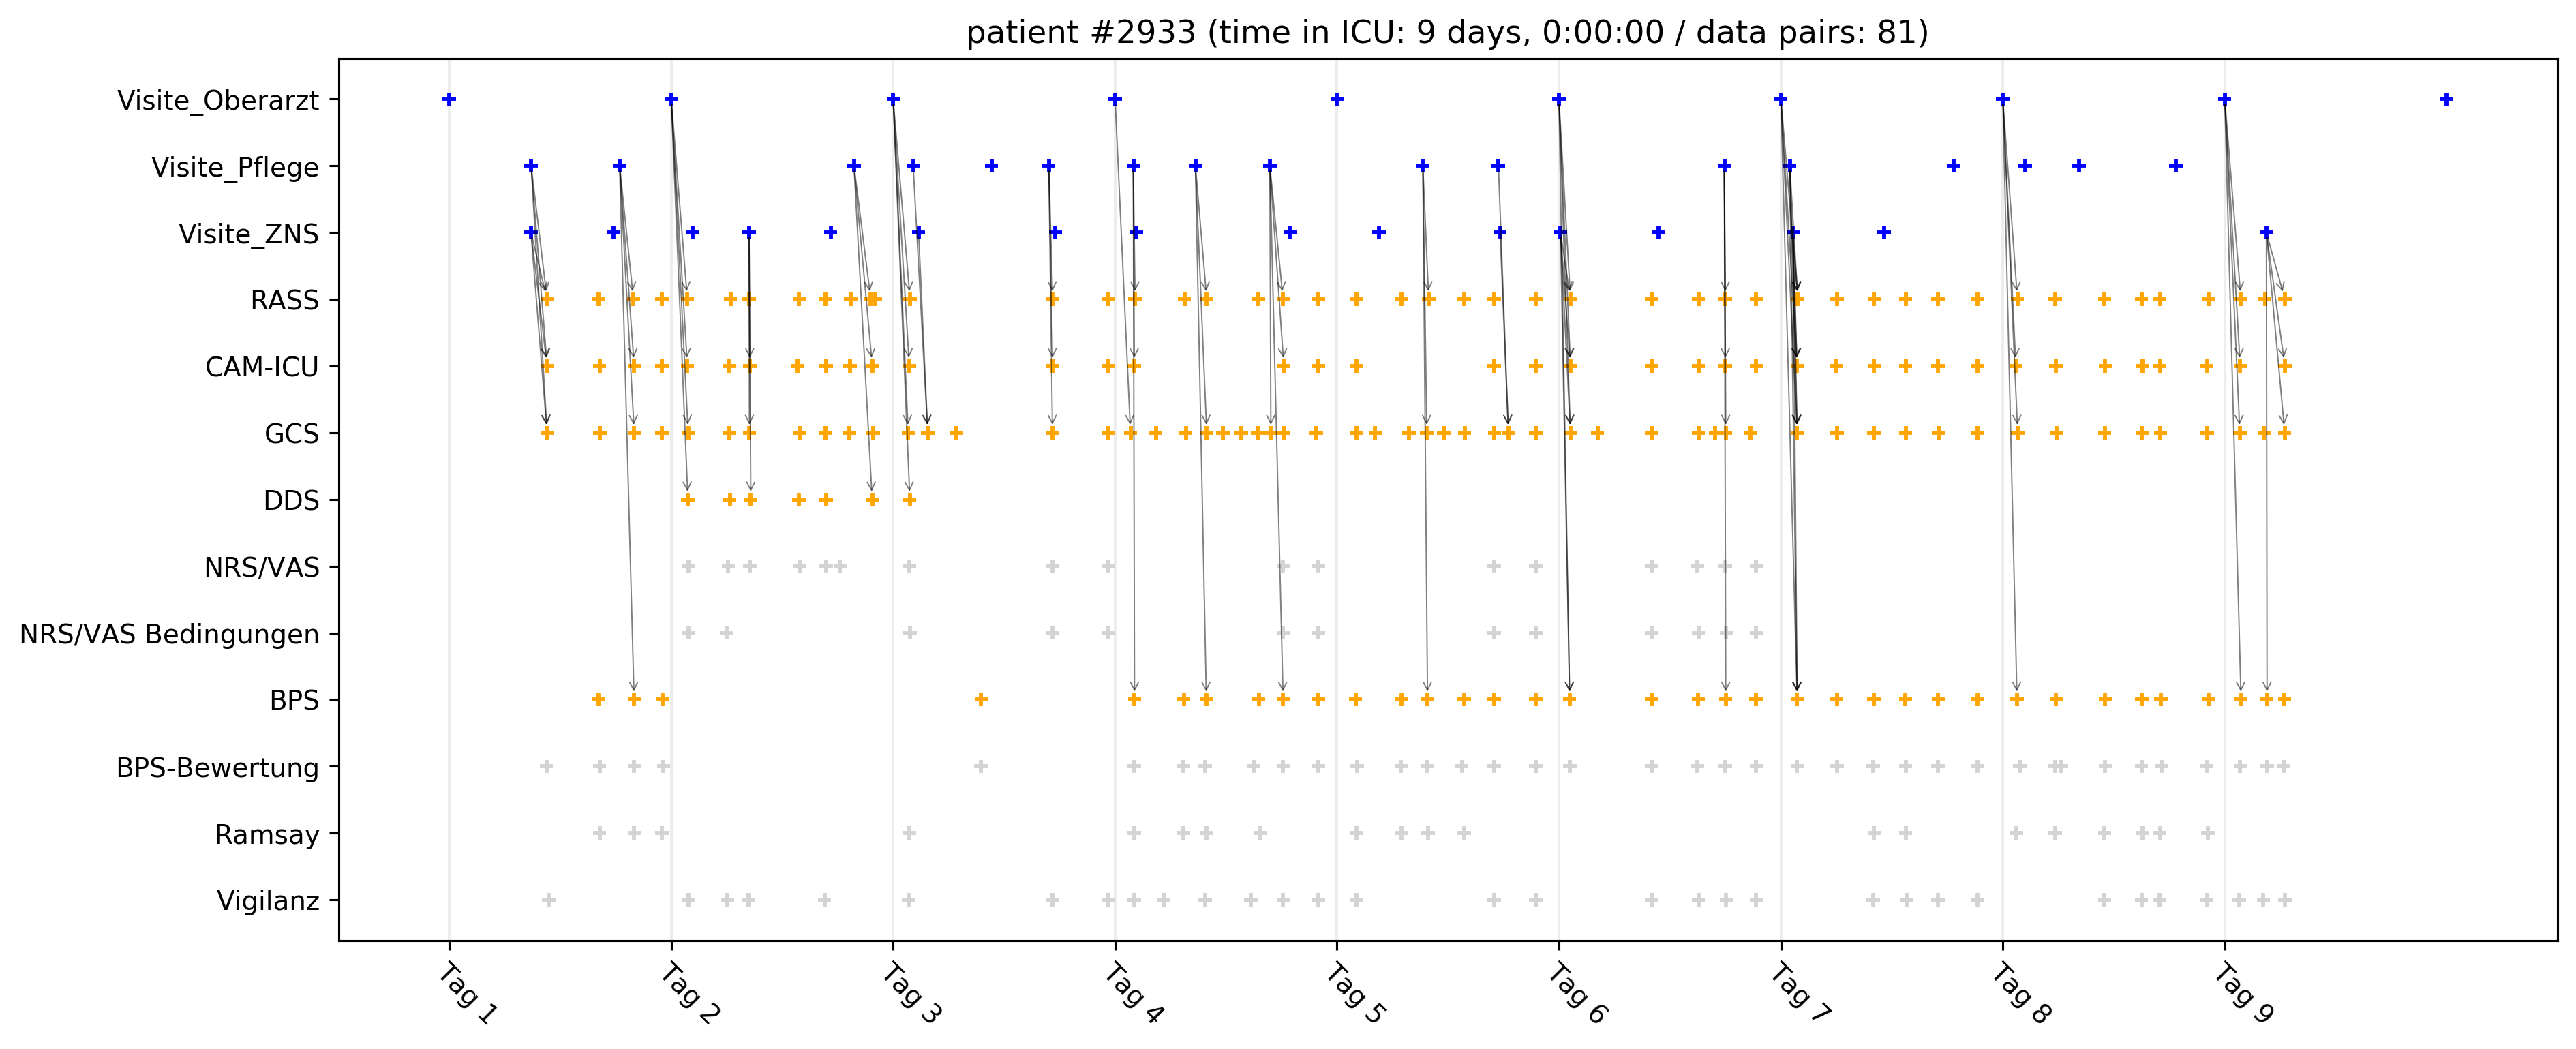 patient #2933 (time in ICU: 9 days, 0:00:00 / data pairs: 81)
Visite_Oberarzt
Visite_Pflege
Visite_ZNS
RASS
CAM-ICU
GCS
DDS
NRS/VAS
NRS/VAS Bedingungen
BPS
BPS-Bewertung
Ramsay
Vigilanz
Tag 1
Tag 2
Tag 3
Tag 4
Tag 5
Tag 6
Tag 7
Tag 8
Tag 9